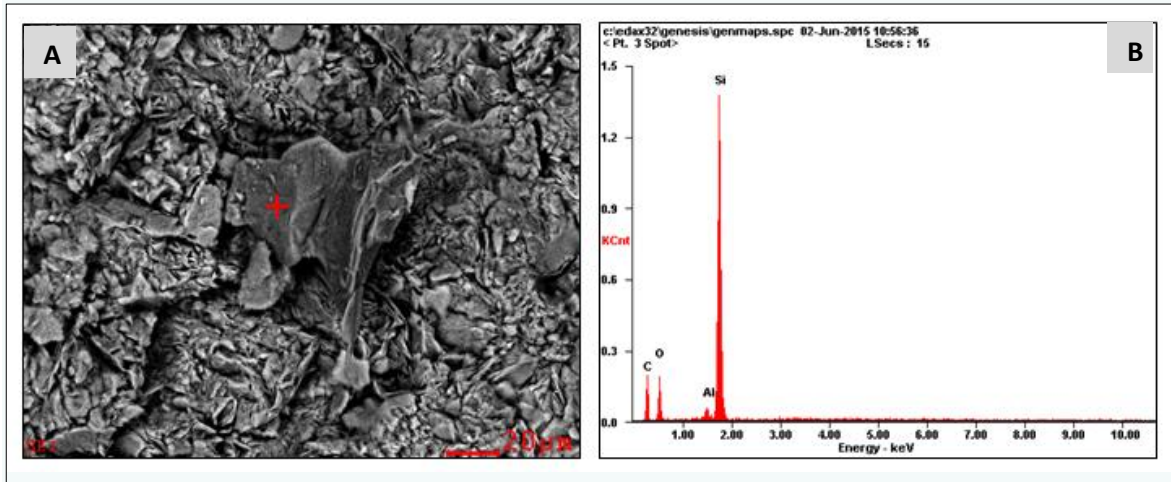 A
20µm
c:\edax32\genesis\genmaps.spc 02-Jun-2015 10:56:36
< Pt. 3 Spot> LSecs : 15
B
1.5
1.2
0.9
KCnt
0.6
0.3
0.0
Si
C
O
Al
1.00 2.00 3.00 4.00 5.00 6.00 7.00 8.00 9.00 10.00
Energy - keV